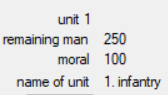 unit 1
remaining man 250
moral 100
name of unit 1. infantry